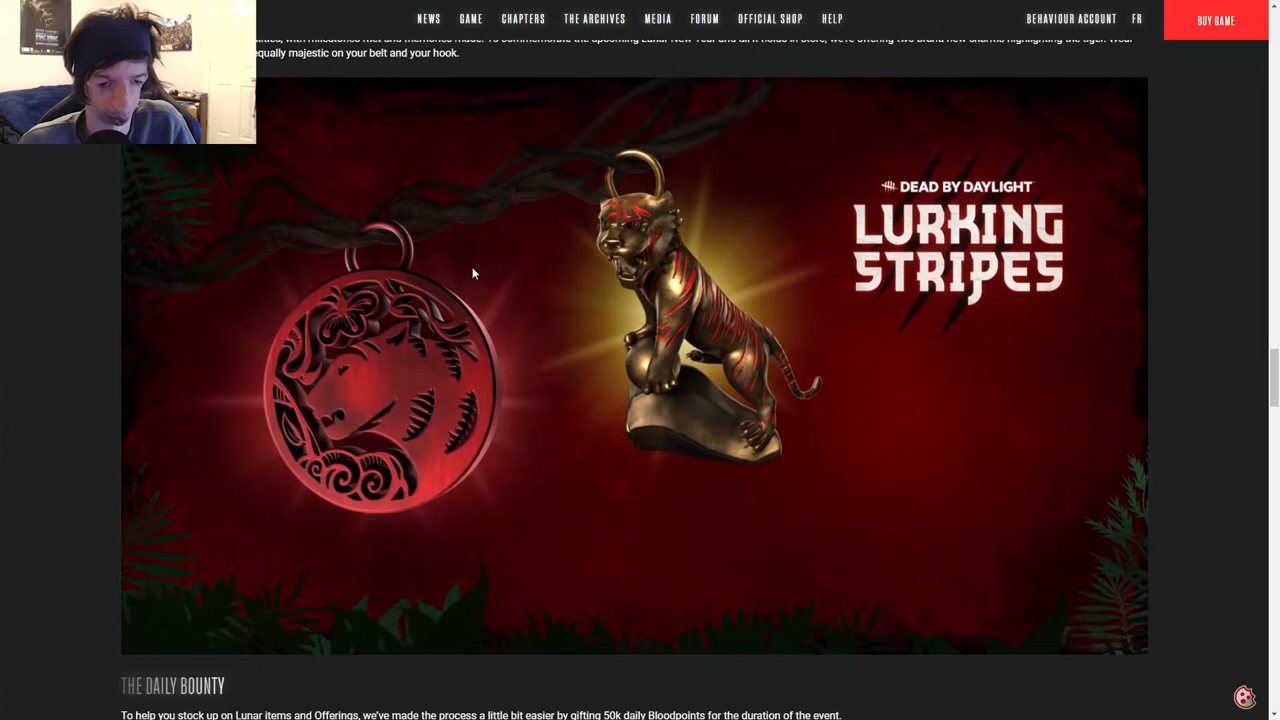 NEWS GAME CHAPTERS THE ARCHIVES MEDIA FORUM OFFICIAL SHOP HELP BEHAVIOUR ACCOUNT FR BUY GAME
equally majestic on your belt and your hook.
DEAD BY DAYLIGHT
LURKING
STRIPES
THE DAILY BOUNTY
To help you stock up on Lunar items and Offerings, we've made the process a little bit easier by gifting 50k daily Bloodpoints for the duration of the event.